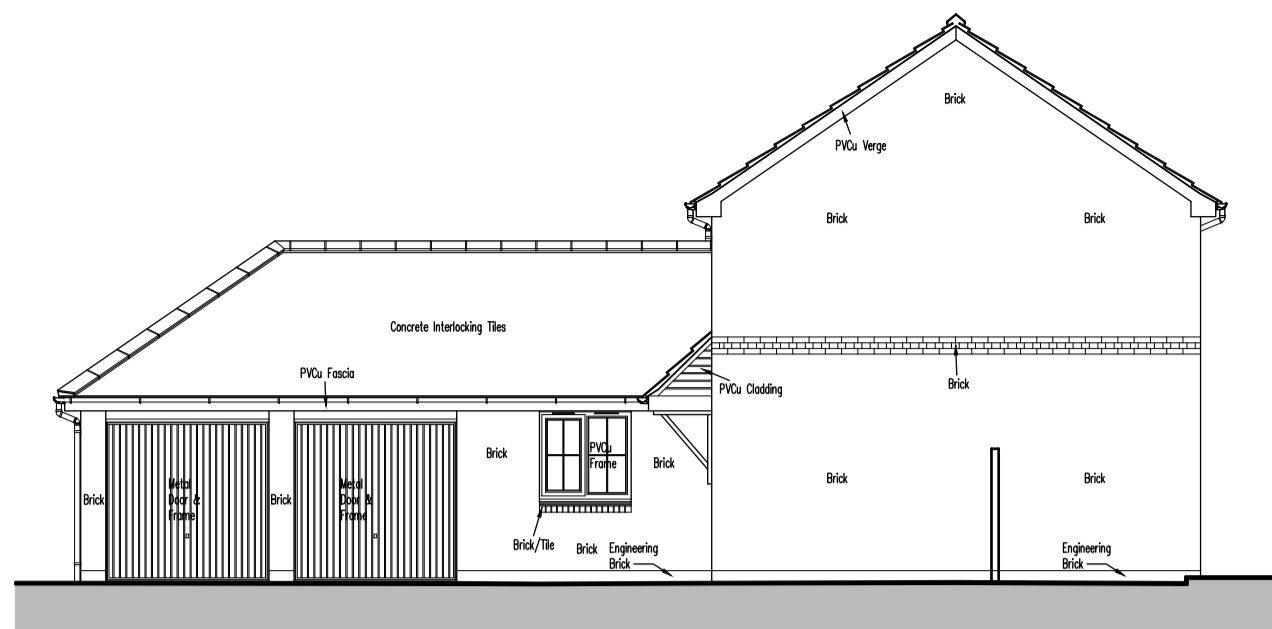 Brick
PVCu Verge
Brick
Brick
Concrete Interlocking Tiles
PVCu Fascia
PVCu Cladding
Brick
Brick
PVCu
Frame
Brick
Brick
Brick
Brick
Metal
Door &
Frame
Brick
Metal
Door &
Frame
Brick/Tile
Brick
Engineering
Brick
Engineering
Brick